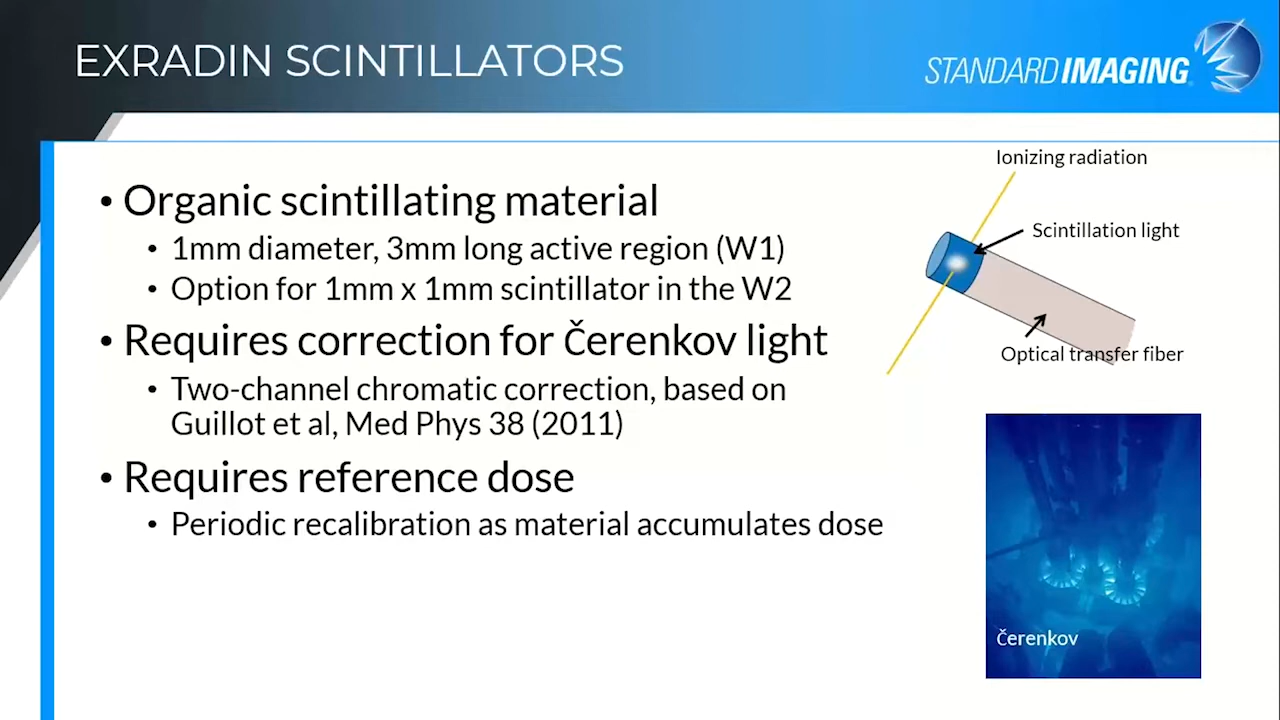 EXRADIN SCINTILLATORS
STANDARD IMAGING
• Organic scintillating material
• 1mm diameter, 3mm long active region (W1)
• Option for 1mm x 1mm scintillator in the W2
• Requires correction for Čerenkov light
• Two-channel chromatic correction, based on
Guillot et al, Med Phys 38 (2011)
• Requires reference dose
• Periodic recalibration as material accumulates dose
Ionizing radiation
Scintillation light
Optical transfer fiber
Čerenkov